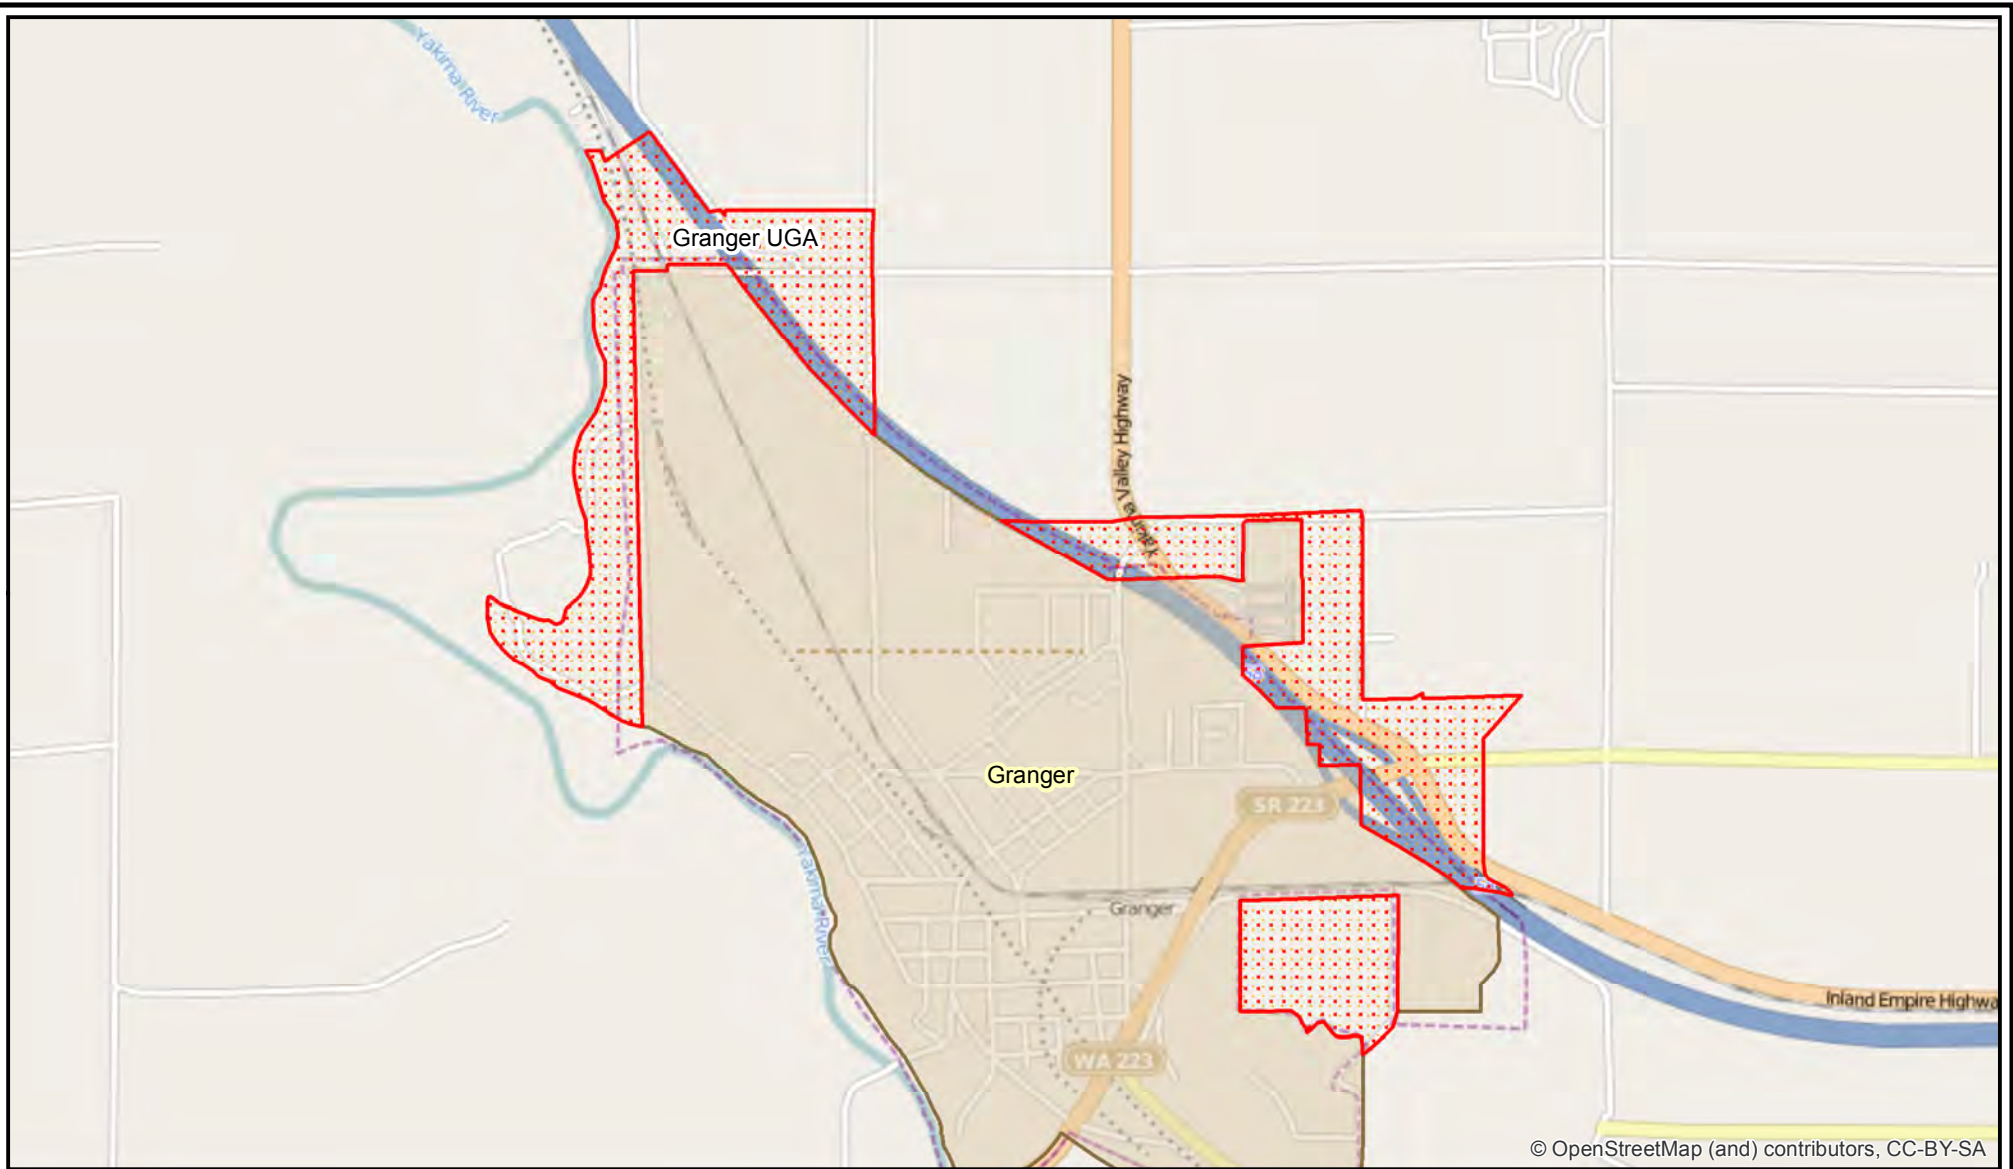 Yakima River
Granger UGA
Yakima Valley Highway
Granger
SR 223
Yakima River
Granger
Inland Empire Highwa
WA 223
© OpenStreetMap (and) contributors, CC-BY-SA